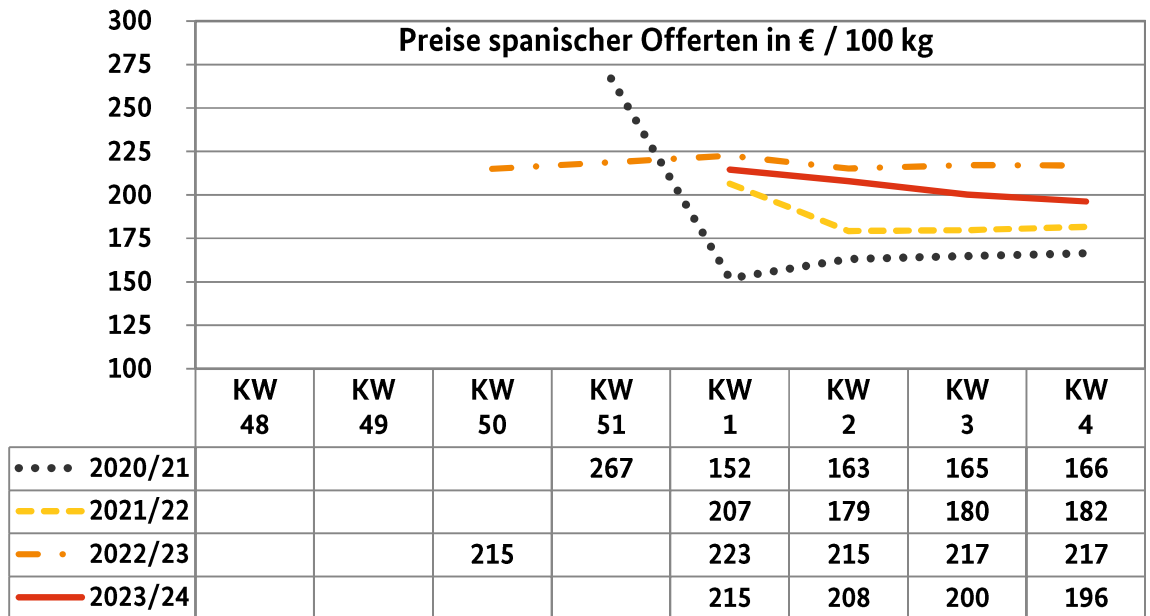 Preise spanischer Offerten in € / 100 kg
300
275
250
225
200
175
150
125
100
KW 48 KW 49 KW 50 KW 51 KW 1 KW 2 KW 3 KW 4
2020/21 267 152 163 165 166
2021/22 207 179 180 182
2022/23 215 223 215 217 217
2023/24 215 208 200 196